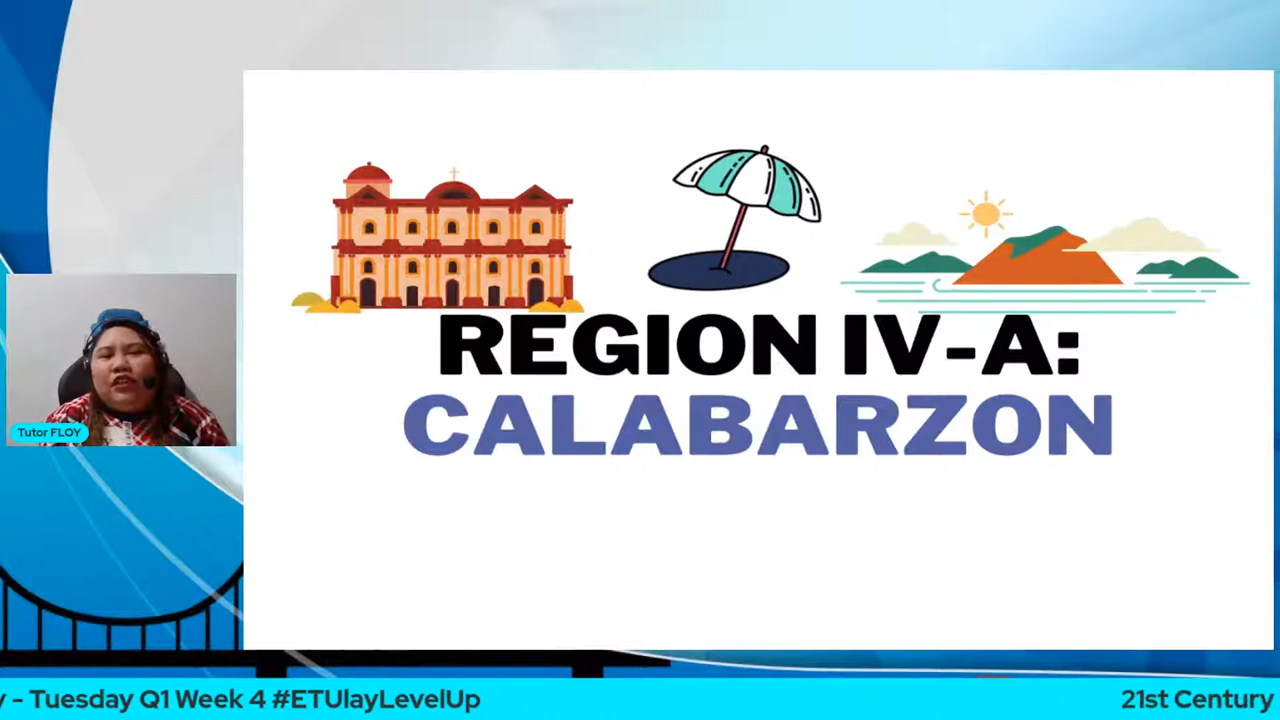 REGION IV-A:
CALABARZON
Tutor FLOY
- Tuesday Q1 Week 4 #ETUlayLevelUp
21st Century